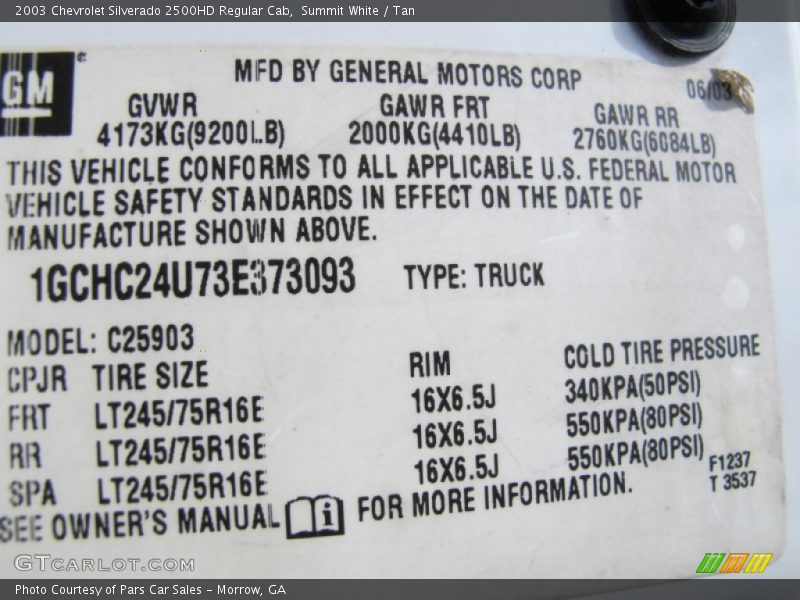 2003 Chevrolet Silverado 2500HD Regular Cab,  Summit White / Tan
GM
MFD BY GENERAL MOTORS CORP
06/03
GVWR GAWR FRT GAWR RR
4173KG(9200LB) 2000KG(4410LB) 2760KG(6084LB)
THIS VEHICLE CONFORMS TO ALL APPLICABLE U.S. FEDERAL MOTOR
VEHICLE SAFETY STANDARDS IN EFFECT ON THE DATE OF
MANUFACTURE SHOWN ABOVE.
1GCHC24U73E373093 TYPE: TRUCK
MODEL: C25903
CPJR TIRE SIZE RIM COLD TIRE PRESSURE
FRT LT245/75R16E 16X6.5J 340KPA(50PSI)
RR LT245/75R16E 16X6.5J 550KPA(80PSI)
SPA LT245/75R16E 16X6.5J 550KPA(80PSI)
SEE OWNER'S MANUAL i FOR MORE INFORMATION.
F1237
T 3537
GTCARLOT.COM
Photo Courtesy of Pars Car Sales – Morrow, GA